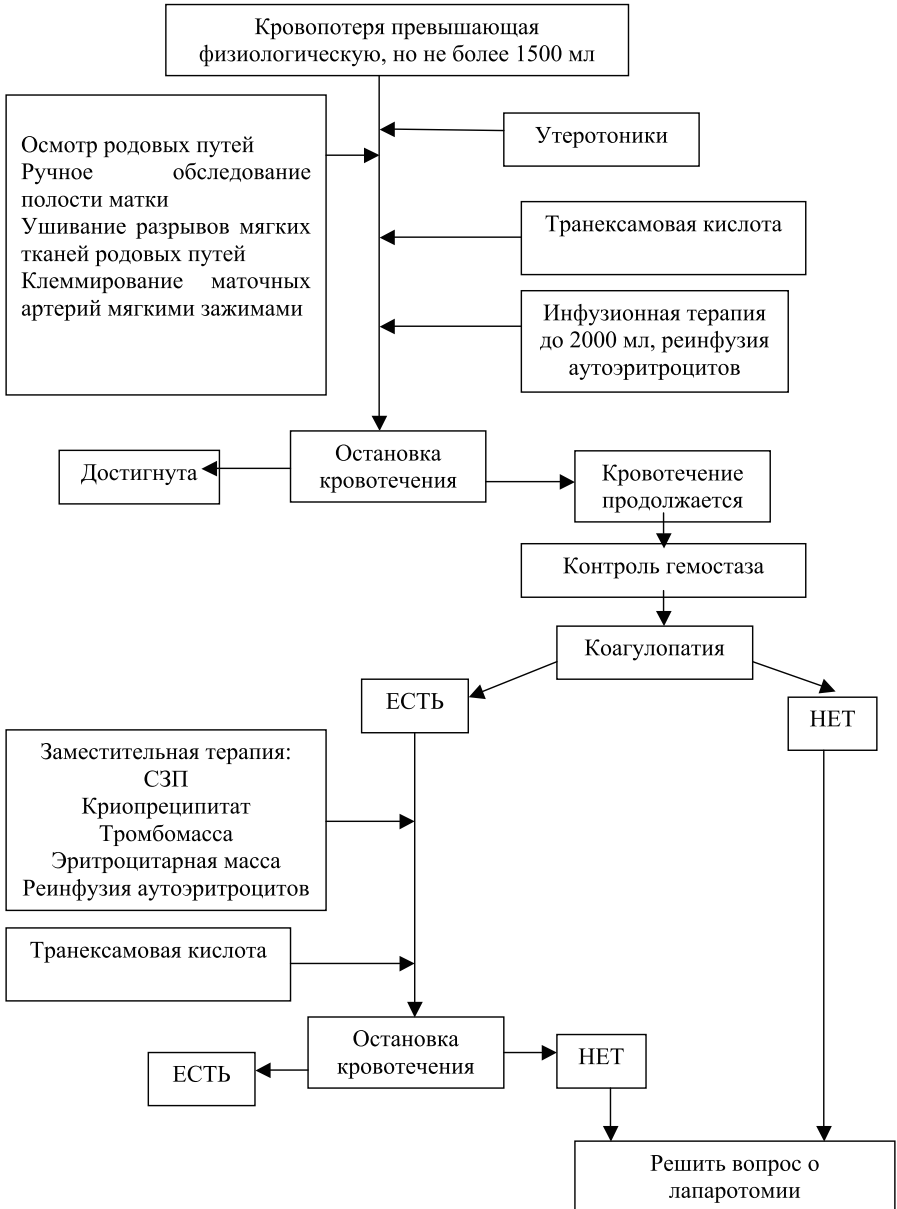 Кровопотеря превышающая
физиологическую, но не более 1500 мл
Осмотр родовых путей
Ручное обследование
полости матки
Ушивание разрывов мягких
тканей родовых путей
Клеммирование маточных
артерий мягкими зажимами
Утеротоники
Транексамовая кислота
Инфузионная терапия
до 2000 мл, реинфузия
аутоэритроцитов
Остановка
кровотечения
Достигнута
Кровотечение
продолжается
Контроль гемостаза
Коагулопатия
ЕСТЬ
НЕТ
Заместительная терапия:
СЗП
Криопреципитат
Тромбомасса
Эритроцитарная масса
Реинфузия аутоэритроцитов
Транексамовая кислота
Остановка
кровотечения
ЕСТЬ
НЕТ
Решить вопрос о
лапаротомии